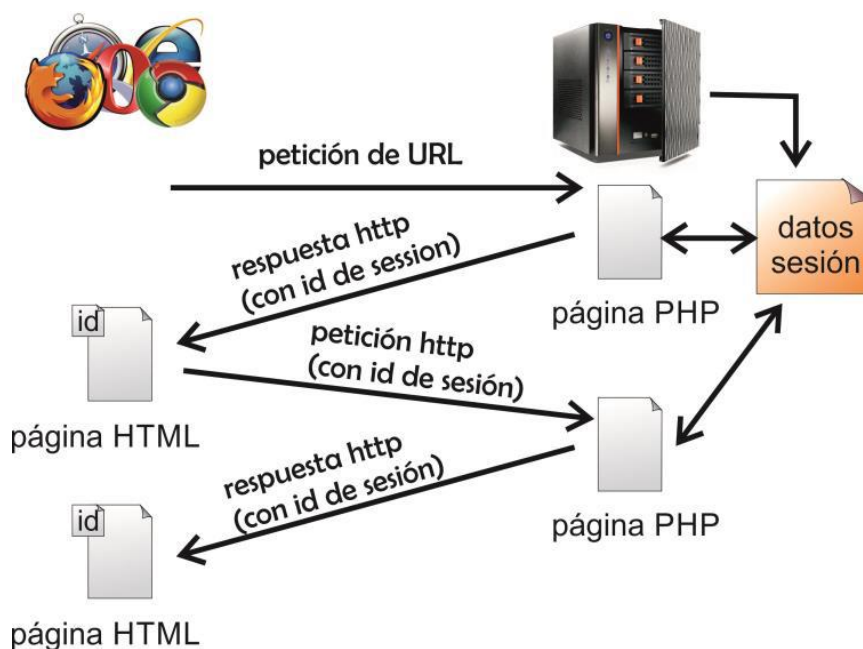 petición de URL
respuesta http
(con id de session)
datos
sesión
página PHP
id
página HTML
petición http
(con id de sesión)
página PHP
respuesta http
(con id de sesión)
id
página HTML